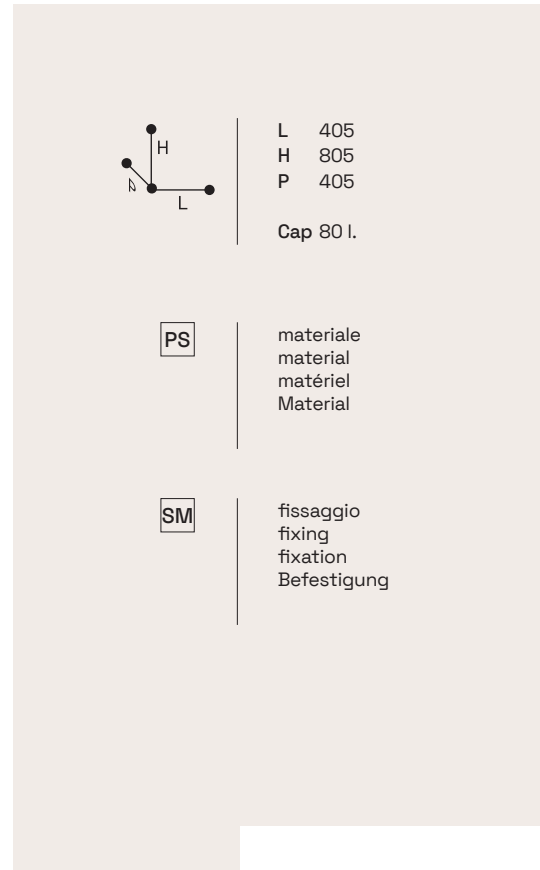 H
P
L
L 405
H 805
P 405
Cap 80 l.
PS
materiale
material
matériel
Material
SM
fissaggio
fixing
fixation
Befestigung